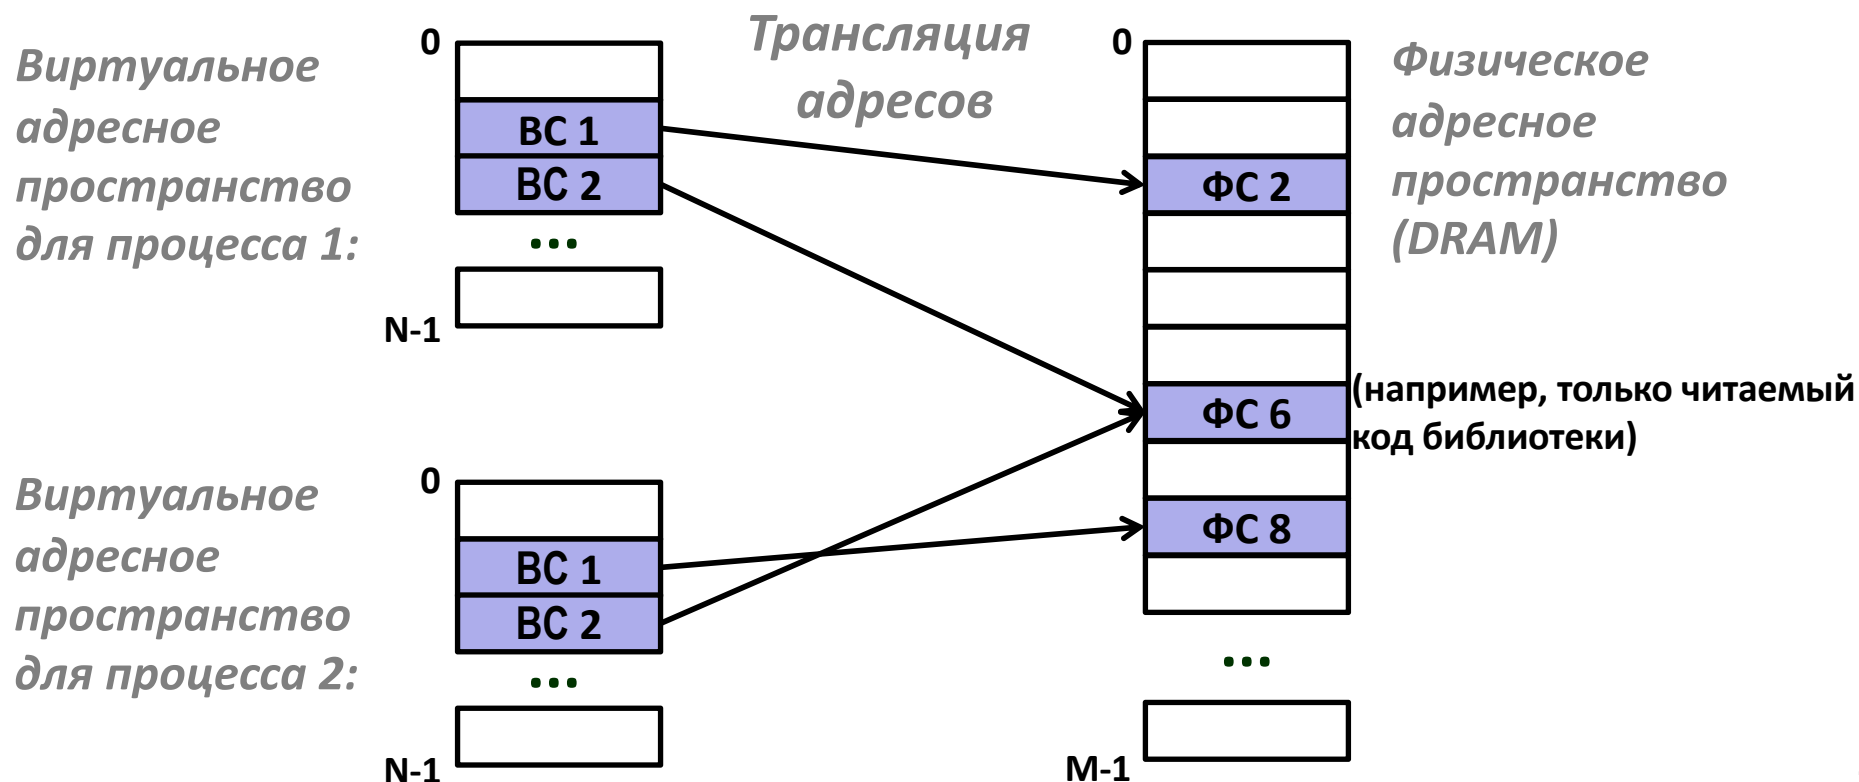 Виртуальное
адресное
пространство
для процесса 1:
0
ВС 1
ВС 2
...
N-1
Трансляция
адресов
0
ФС 2
ФС 6
ФС 8
...
M-1
Физическое
адресное
пространство
(DRAM)
(например, только читаемый
код библиотеки)
Виртуальное
адресное
пространство
для процесса 2:
0
ВС 1
ВС 2
...
N-1